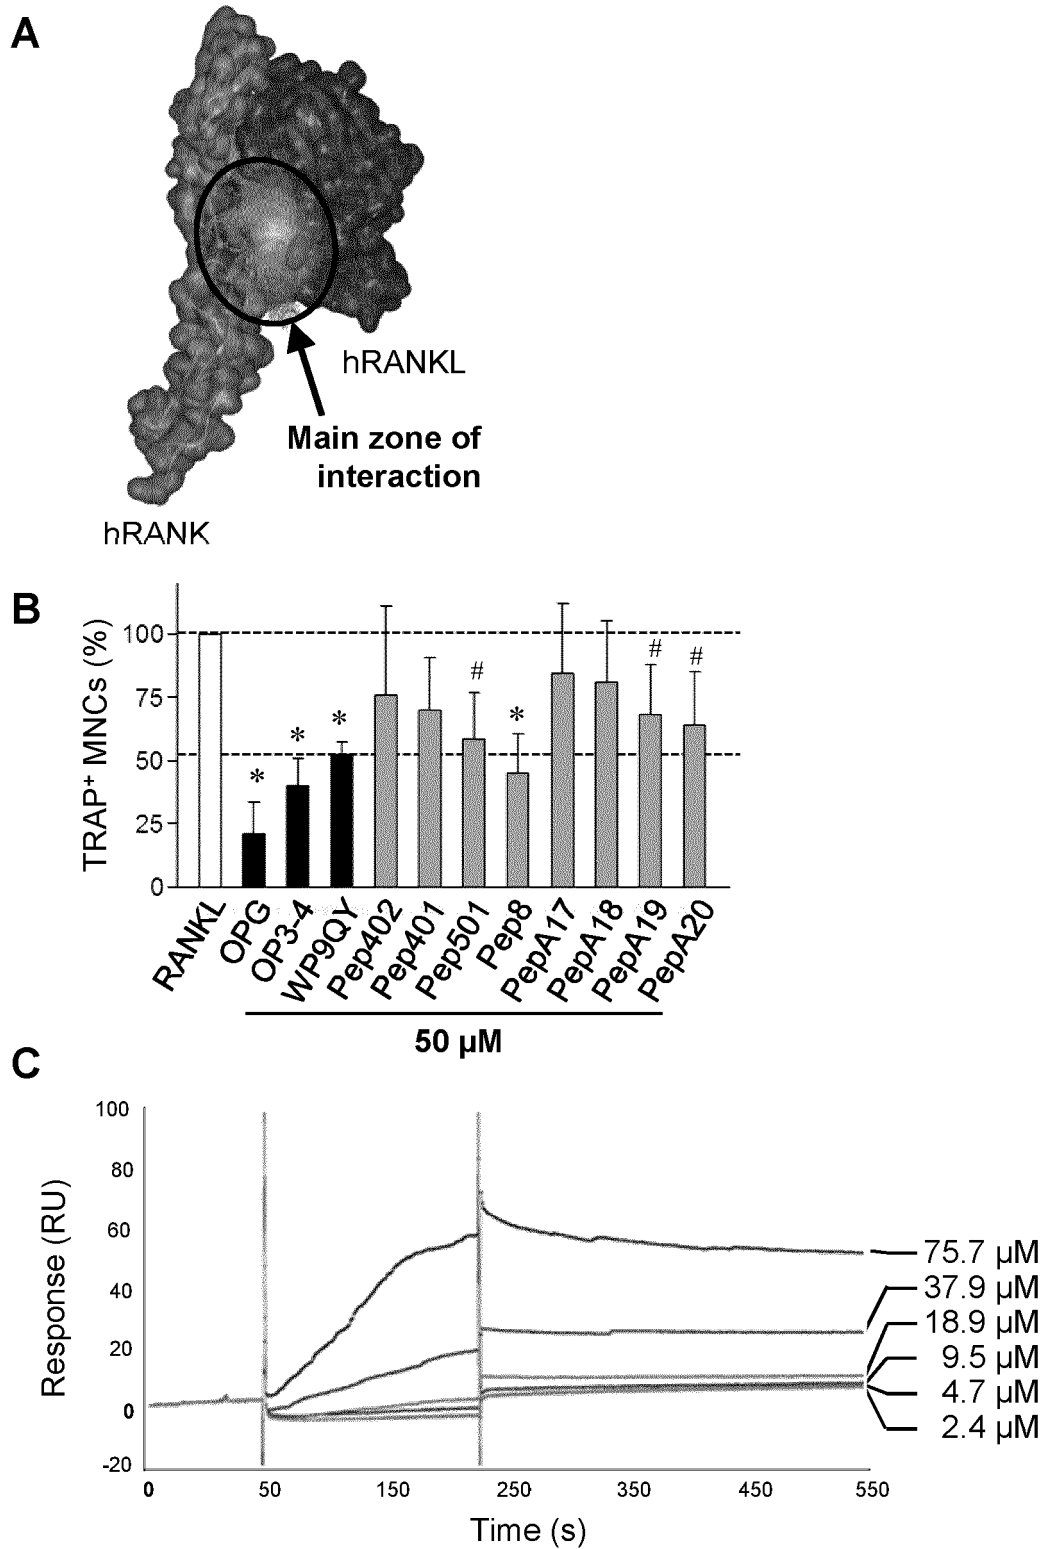 A
hRANKL
Main zone of
interaction
hRANK
B
TRAP+ MNCs (%)
100
75
50
25
0
#
*
*
*
*
#
#
RANKL
OPG
OP3-4
WP9QY
Pep402
Pep401
Pep501
Pep8
PepA17
PepA18
PepA19
PepA20
50 µM
C
Response (RU)
100
80
60
40
20
0
-20
0
50
150
250
350
450
550
Time (s)
75.7 µM
37.9 µM
18.9 µM
9.5 µM
4.7 µM
2.4 µM